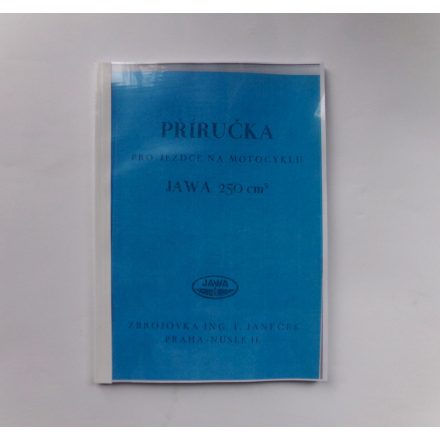 PŘÍRUČKA
PRO JEZDCE NA MOTOCYKLU
JAWA 250 cm³
JAWA
ZBROJOVKA ING. F. JANEČEK
PRAHA-NUSLE II.